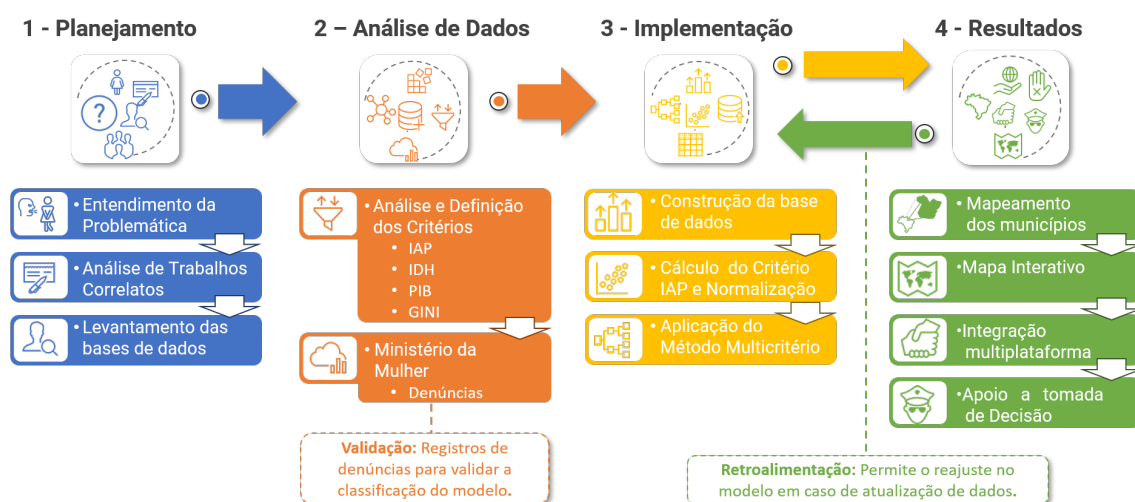 1 - Planejamento
2 – Análise de Dados
3 - Implementação
4 - Resultados
?
• Entendimento da
Problemática
• Análise de Trabalhos
Correlatos
• Levantamento das
bases de dados
• Análise e Definição
dos Critérios
• IAP
• IDH
• PIB
• GINI
• Ministério da
Mulher
• Denúncias
Validação: Registros de
denúncias para validar a
classificação do modelo.
• Construção da base
de dados
• Cálculo do Critério
IAP e Normalização
• Aplicação do
Método Multicritério
• Mapeamento
dos municípios
•Mapa Interativo
•Integração
multiplataforma
•Apoio a tomada
de Decisão
Retroalimentação: Permite o reajuste no
modelo em caso de atualização de dados.